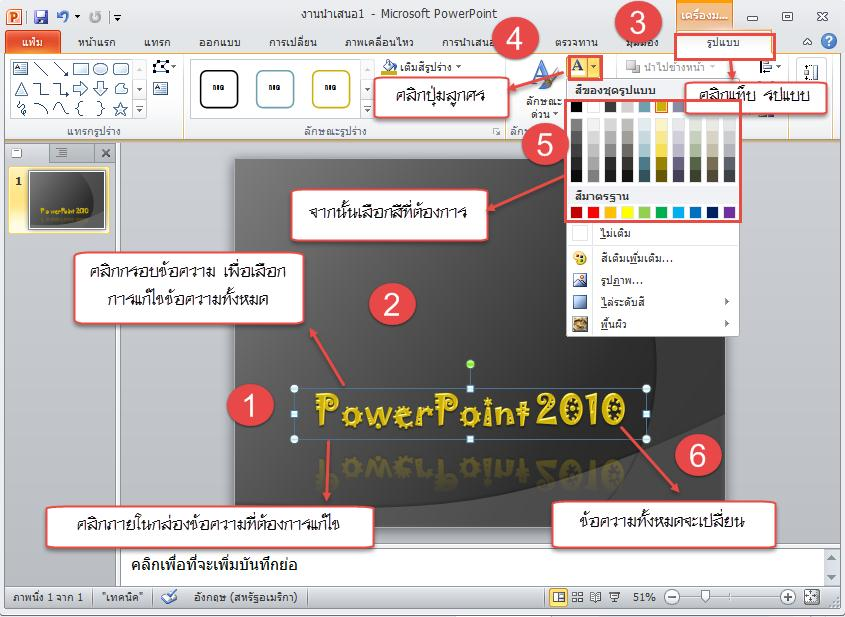 งานนำเสนอ1 - Microsoft PowerPoint
เครื่องม...
แฟ้ม
หน้าแรก
แทรก
ออกแบบ
การเปลี่ยน
ภาพเคลื่อนไหว
การนำเสนอ
ตรวจทาน
มุมมอง
รูปแบบ
3
4
เติมสีรูปร่าง
นำไปข้างหน้า
คลิกปุ่มลูกศร
คลิกแท็บ รูปแบบ
ลักษณะ
ด่วน
แทรกรูปร่าง
ลักษณะรูปร่าง
สีของชุดรูปแบบ
5
สีมาตรฐาน
ไม่เติม
สีเติมเพิ่มเติม...
รูปภาพ...
ไล่ระดับสี
พื้นผิว
1
PowerPoint 2010
จากนั้นเลือกสีที่ต้องการ
คลิกกรอบข้อความ เพื่อเลือก
การแก้ไขข้อความทั้งหมด
2
1
PowerPoint 2010
6
คลิกภายในกล่องข้อความที่ต้องการแก้ไข
ข้อความทั้งหมดจะเปลี่ยน
คลิกเพื่อที่จะเพิ่มบันทึกย่อ
ภาพนิ่ง 1 จาก 1
"เทคนิค"
อังกฤษ (สหรัฐอเมริกา)
51%